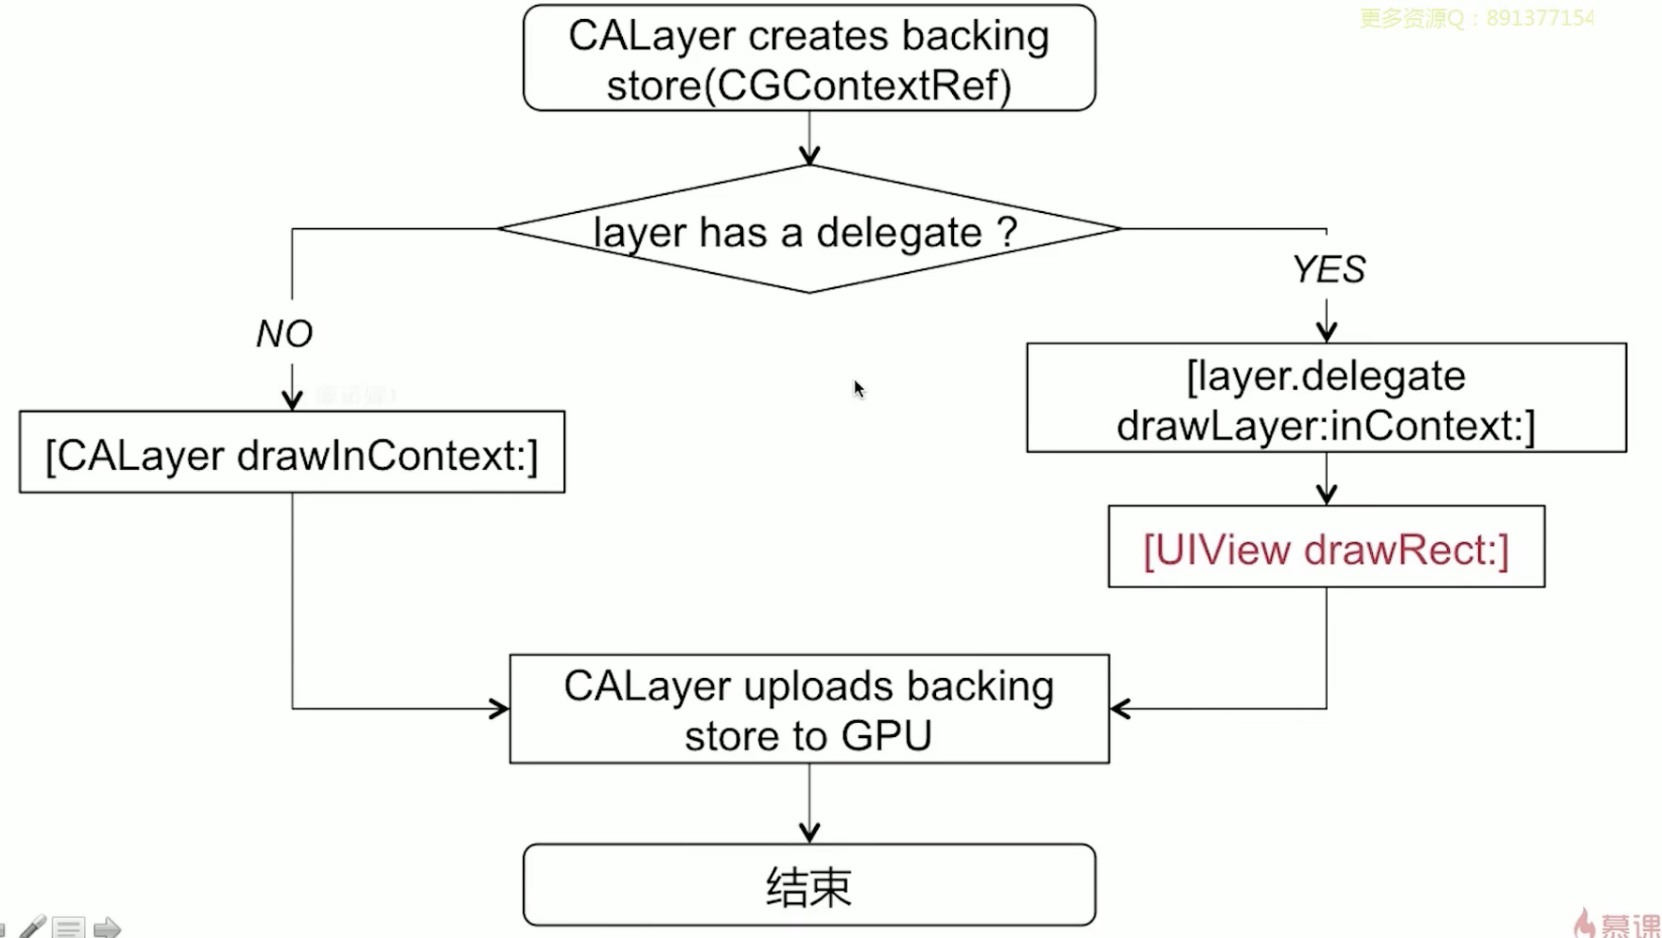 更多资源Q：891377154
CALayer creates backing
store(CGContextRef)
layer has a delegate ?
YES
NO
[layer.delegate
drawLayer:inContext:]
[CALayer drawInContext:]
[UIView drawRect:]
CALayer uploads backing
store to GPU
结束
慕课